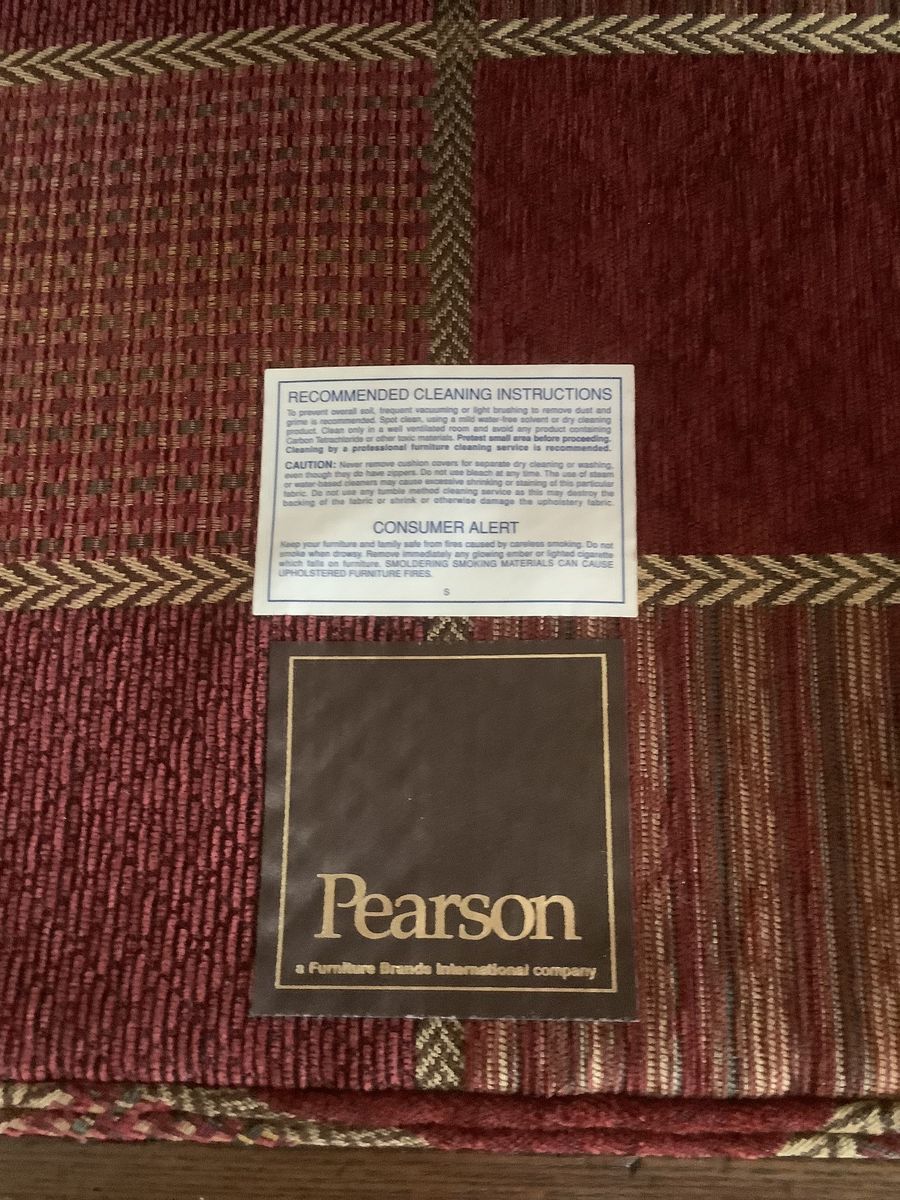 RECOMMENDED CLEANING INSTRUCTIONS
To prevent overall soil, frequent vacuuming or light brushing to remove dust and
grime is recommended. Spot clean, using a mild water-free solvent or dry cleaning
product. Clean only in a well ventilated room and avoid any product containing
Carbon Tetrachloride or other toxic materials. Pretest small area before proceeding.
Cleaning by a professional furniture cleaning service is recommended.
CAUTION: Never remove cushion covers for separate dry cleaning or washing,
even though they do have zippers. Do not use bleach at any time. The use of steam
or water-based cleaners may cause excessive shrinking or staining of this particular
fabric. Do not use any tumble method cleaning service as this may destroy the
backing of the fabric or shrink or otherwise damage the upholstery fabric.
CONSUMER ALERT
Keep your furniture and family safe from fires caused by careless smoking. Do not
smoke when drowsy. Remove immediately any glowing ember or lighted cigarette
which falls on furniture. SMOLDERING SMOKING MATERIALS CAN CAUSE
UPHOLSTERED FURNITURE FIRES.
S
Pearson
a Furniture Brands International company